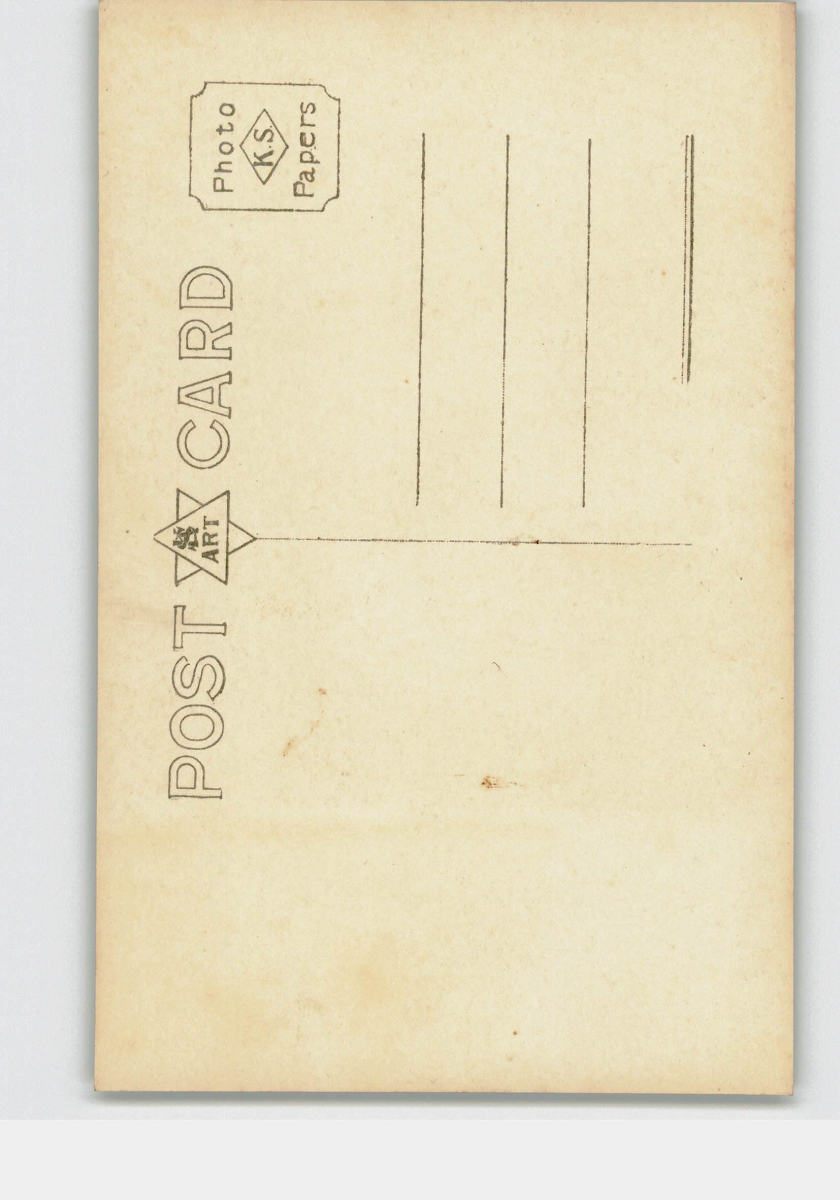 POST CARD
ART
Photo
K.S.
Papers